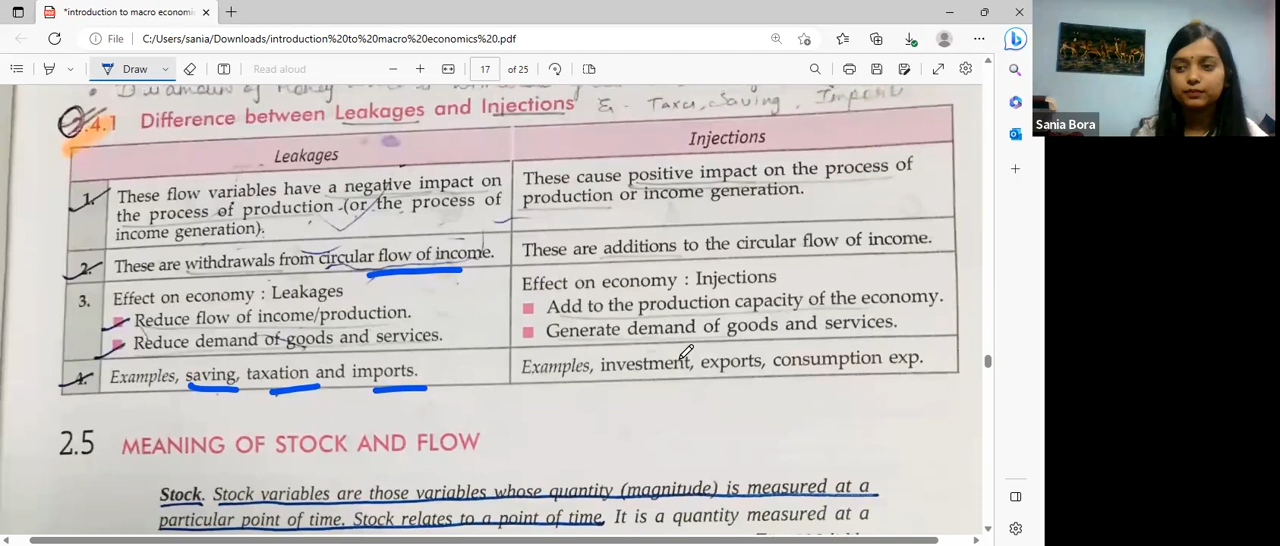 *introduction to macro economi
File
C:/Users/sania/Downloads/introduction%20to%20macro%20economics%20.pdf
Draw
Read aloud
17 of 25
Sania Bora
of money
2.4.1 Difference between Leakages and Injections Eg - Taxes, Saving, Import
Leakages
Injections
1. These flow variables have a negative impact on
the process of production (or the process of
income generation).
These cause positive impact on the process of
production or income generation.
2. These are withdrawals from circular flow of income.
These are additions to the circular flow of income.
3. Effect on economy : Leakages
Reduce flow of income/production.
Reduce demand of goods and services.
Effect on economy : Injections
Add to the production capacity of the economy.
Generate demand of goods and services.
4. Examples, saving, taxation and imports.
Examples, investment, exports, consumption exp.
2.5 MEANING OF STOCK AND FLOW
Stock. Stock variables are those variables whose quantity (magnitude) is measured at a
particular point of time. Stock relates to a point of time. It is a quantity measured at a